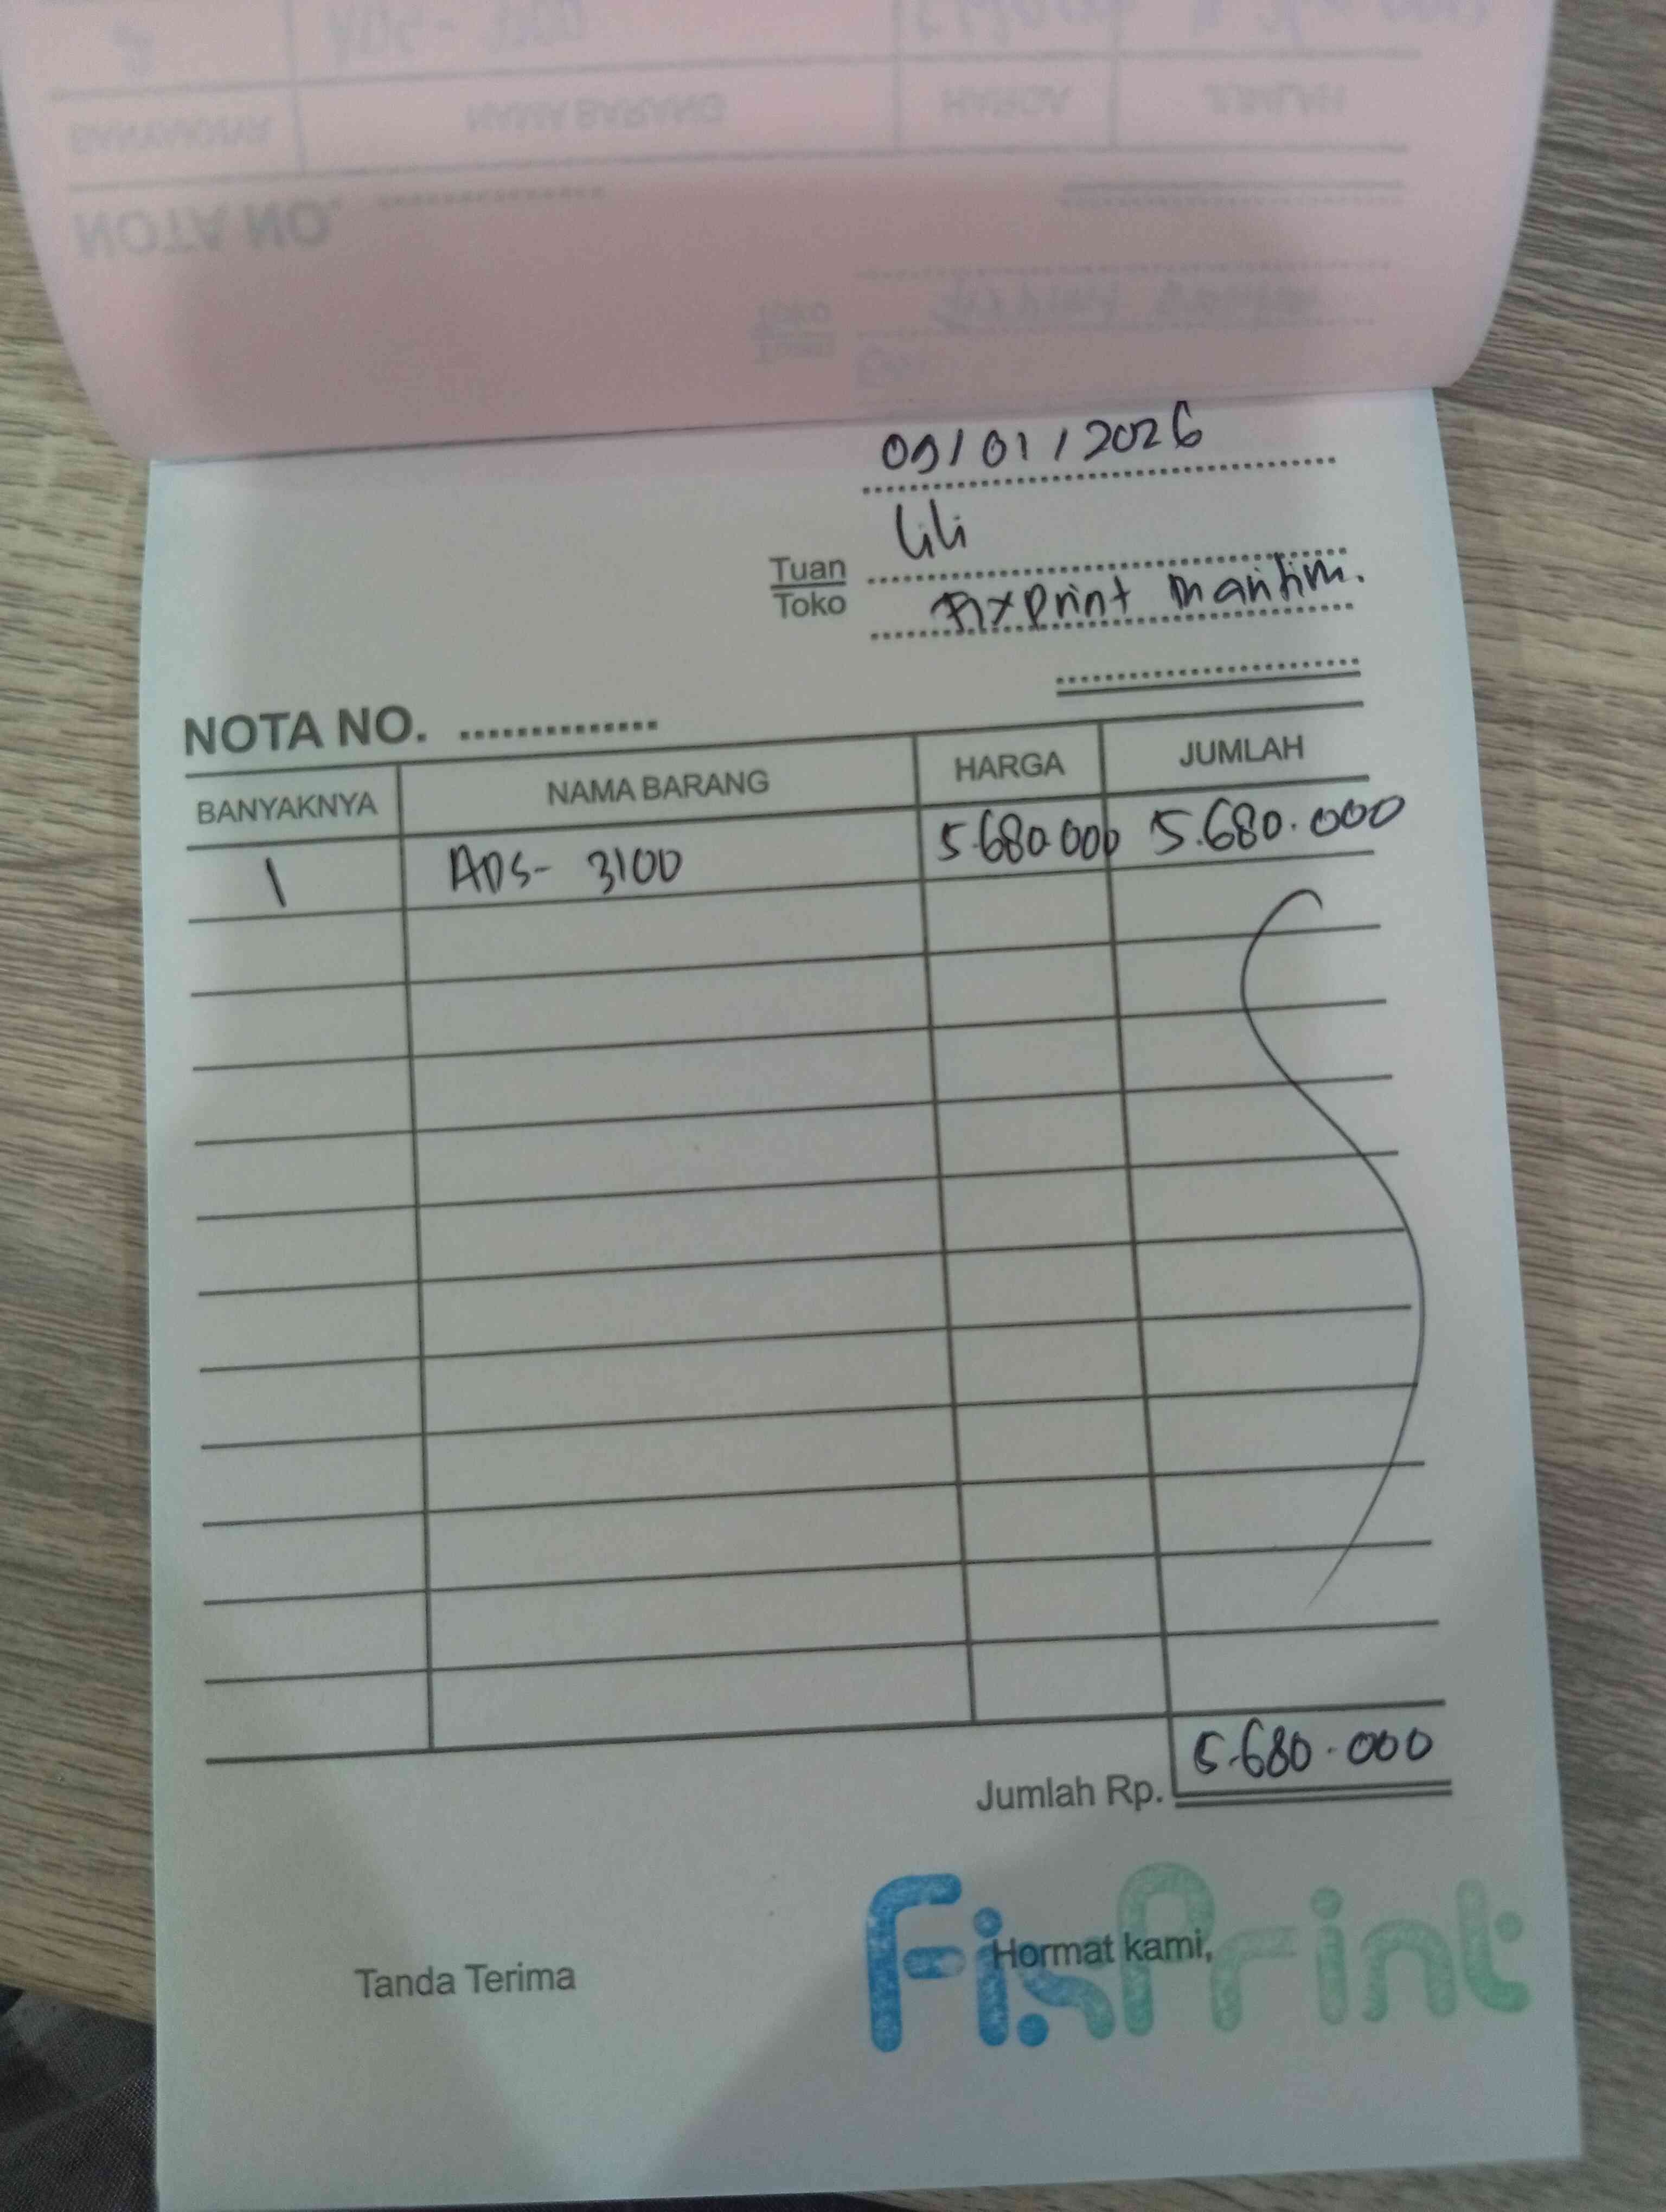 09/01/2026
Lili
Tuan
Toko
Fixprint maritim.
NOTA NO. ..............
BANYAKNYA NAMA BARANG HARGA JUMLAH
1 ADS- 3100 5.680.000 5.680.000
Jumlah Rp. 5.680.000
Tanda Terima Hormat kami,
FixPrint